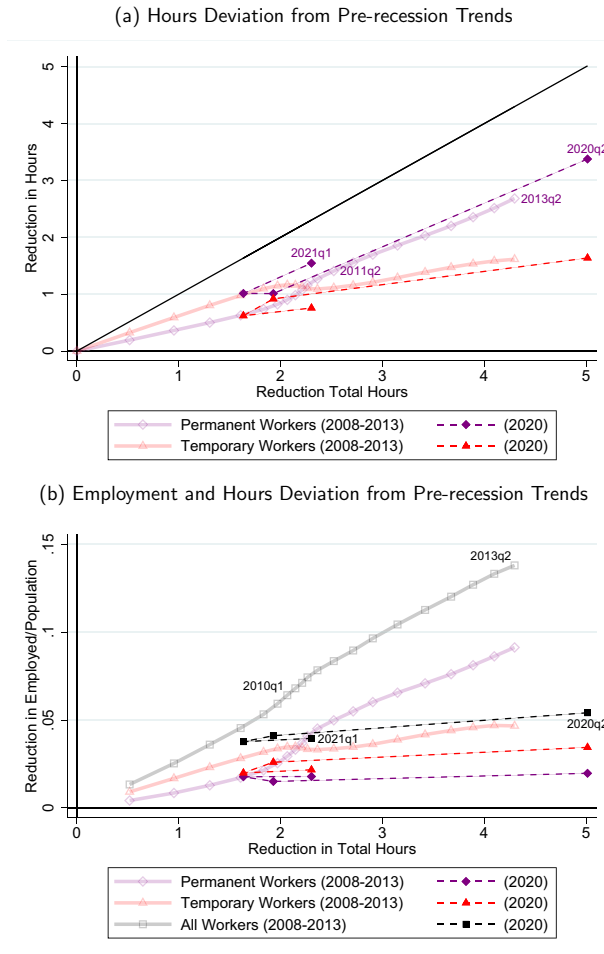 (a) Hours Deviation from Pre-recession Trends
5
4
3
2
1
0
Reduction in Hours
2020q2
2013q2
2021q1
2011q2
0 1 2 3 4 5
Reduction Total Hours
Permanent Workers (2008-2013) (2020)
Temporary Workers (2008-2013) (2020)
(b) Employment and Hours Deviation from Pre-recession Trends
.15
.1
.05
0
Reduction in Employed/Population
2013q2
2010q1
2020q2
2021q1
0 1 2 3 4 5
Reduction in Total Hours
Permanent Workers (2008-2013) (2020)
Temporary Workers (2008-2013) (2020)
All Workers (2008-2013) (2020)